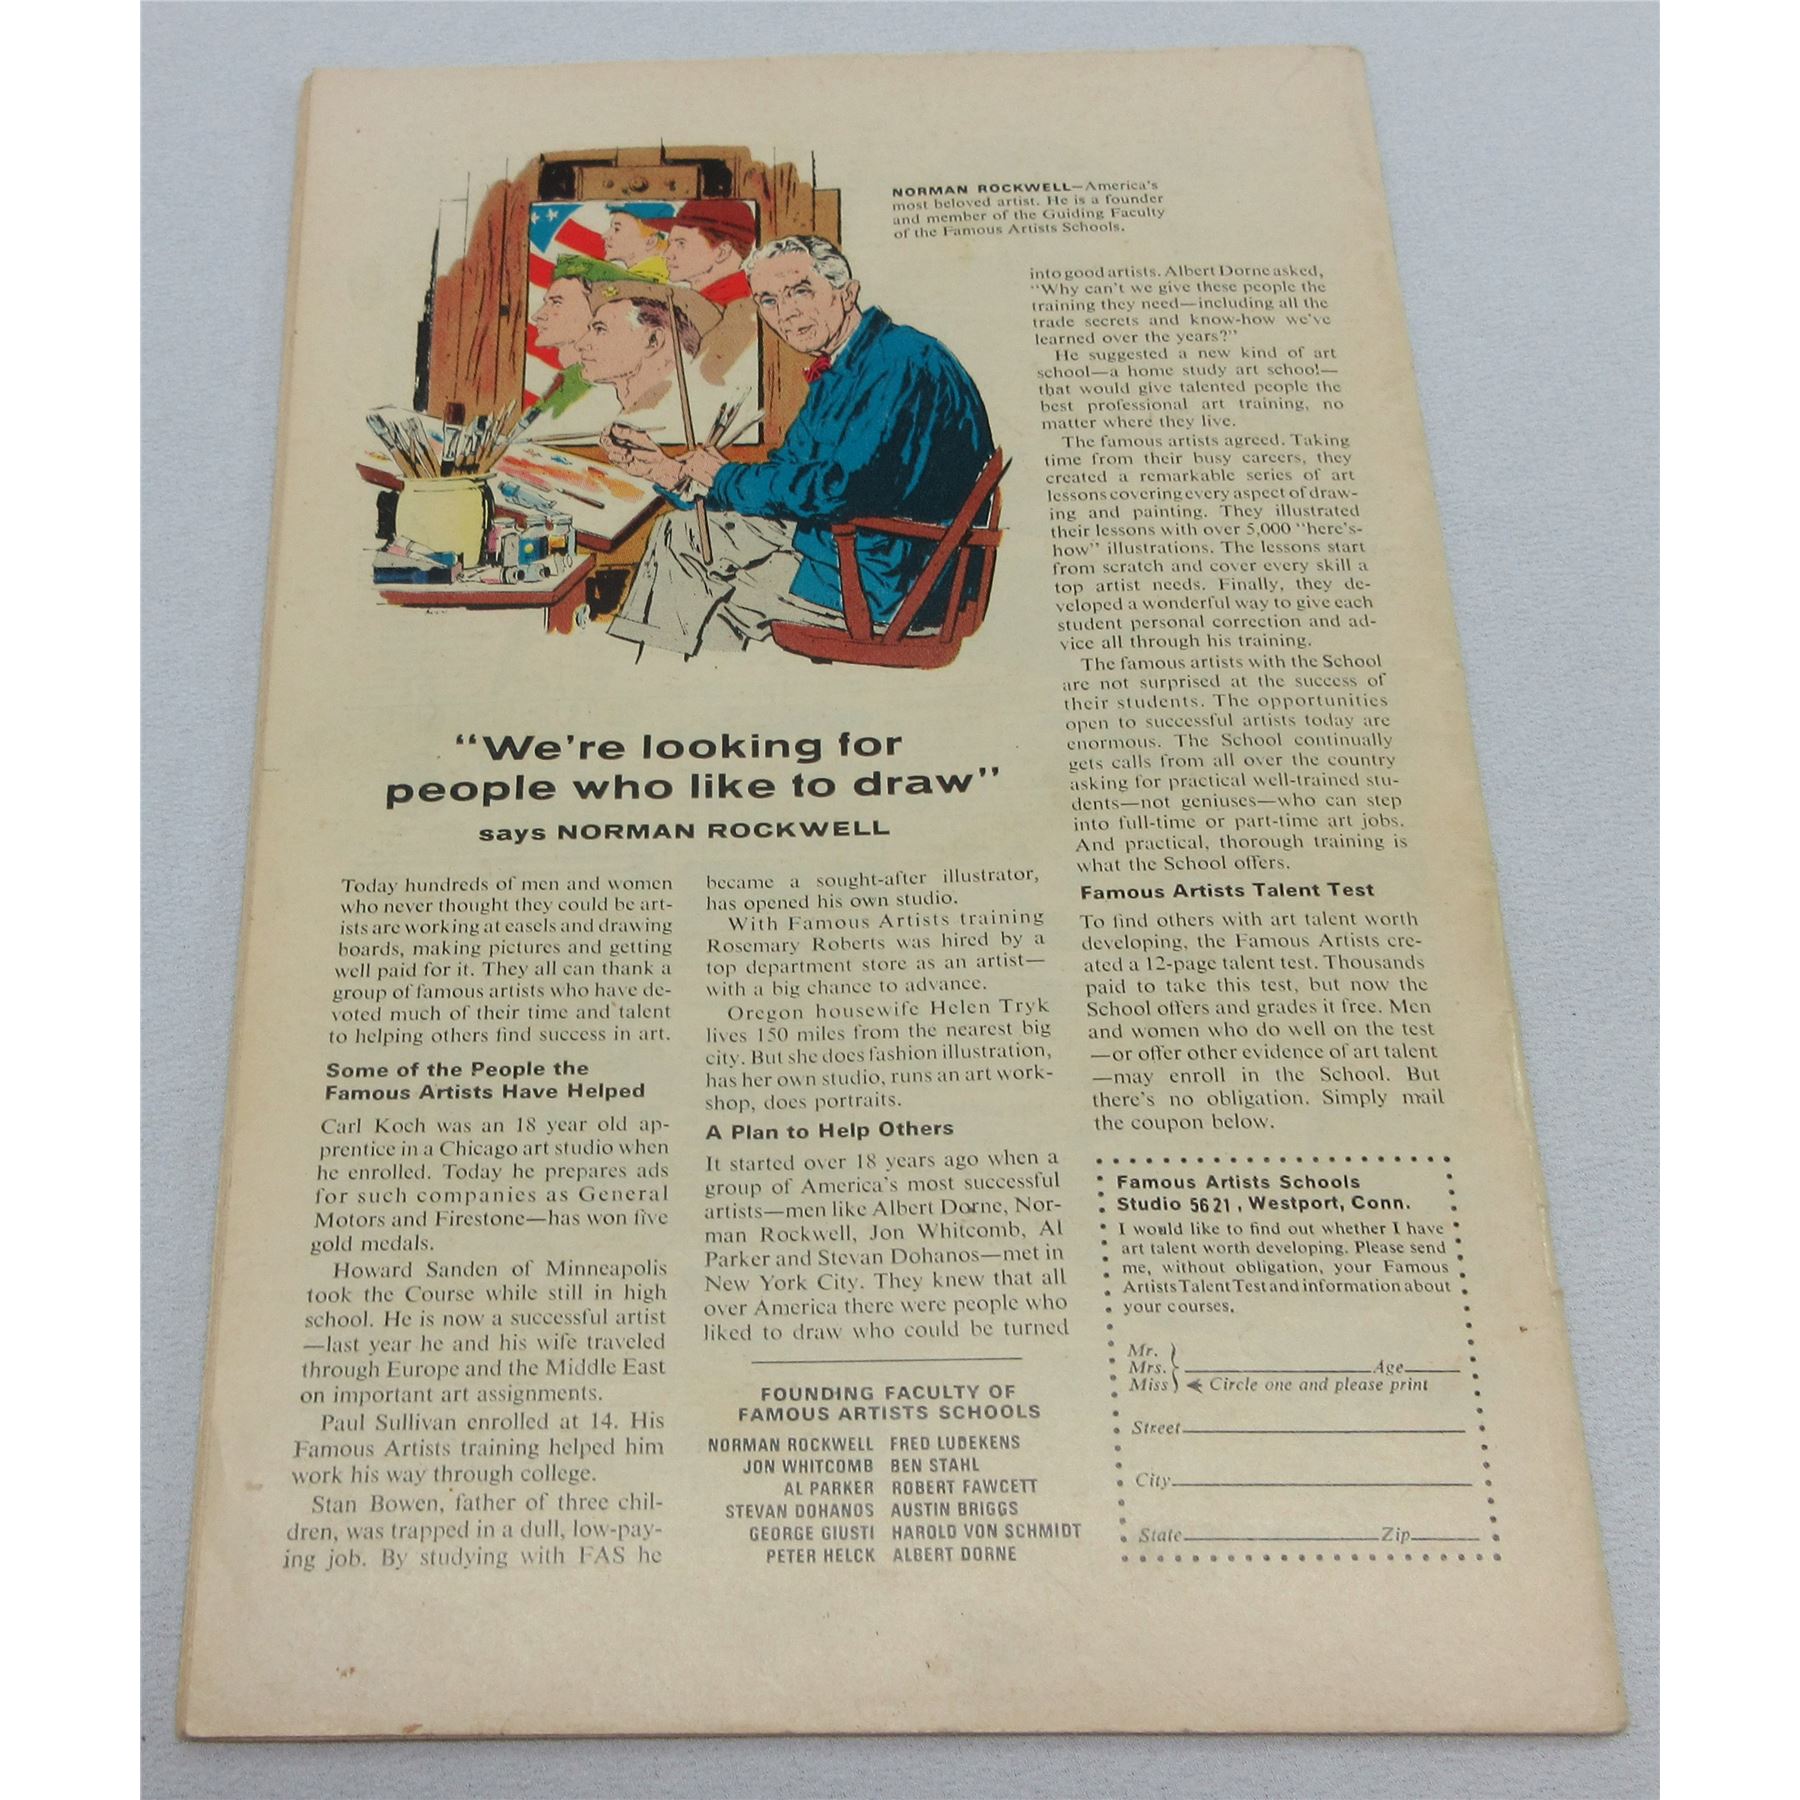 NORMAN ROCKWELL—America's
most beloved artist. He is a founder
and member of the Guiding Faculty
of the Famous Artists Schools.
"We're looking for
people who like to draw"
says NORMAN ROCKWELL
Today hundreds of men and women
who never thought they could be art-
ists are working at easels and drawing
boards, making pictures and getting
well paid for it. They all can thank a
group of famous artists who have de-
voted much of their time and talent
to helping others find success in art.
Some of the People the
Famous Artists Have Helped
Carl Koch was an 18 year old ap-
prentice in a Chicago art studio when
he enrolled. Today he prepares ads
for such companies as General
Motors and Firestone—has won five
gold medals.
Howard Sanden of Minneapolis
took the Course while still in high
school. He is now a successful artist
—last year he and his wife traveled
through Europe and the Middle East
on important art assignments.
Paul Sullivan enrolled at 14. His
Famous Artists training helped him
work his way through college.
Stan Bowen, father of three chil-
dren, was trapped in a dull, low-pay-
ing job. By studying with FAS he
became a sought-after illustrator,
has opened his own studio.
With Famous Artists training
Rosemary Roberts was hired by a
top department store as an artist—
with a big chance to advance.
Oregon housewife Helen Tryk
lives 150 miles from the nearest big
city. But she does fashion illustration,
has her own studio, runs an art work-
shop, does portraits.
A Plan to Help Others
It started over 18 years ago when a
group of America's most successful
artists—men like Albert Dorne, Nor-
man Rockwell, Jon Whitcomb, Al
Parker and Stevan Dohanos—met in
New York City. They knew that all
over America there were people who
liked to draw who could be turned
into good artists. Albert Dorne asked,
"Why can't we give these people the
training they need—including all the
trade secrets and know-how we've
learned over the years?"
He suggested a new kind of art
school—a home study art school—
that would give talented people the
best professional art training, no
matter where they live.
The famous artists agreed. Taking
time from their busy careers, they
created a remarkable series of art
lessons covering every aspect of draw-
ing and painting. They illustrated
their lessons with over 5,000 "here's-
how" illustrations. The lessons start
from scratch and cover every skill a
top artist needs. Finally, they de-
veloped a wonderful way to give each
student personal correction and ad-
vice all through his training.
The famous artists with the School
are not surprised at the success of
their students. The opportunities
open to successful artists today are
enormous. The School continually
gets calls from all over the country
asking for practical well-trained stu-
dents—not geniuses—who can step
into full-time or part-time art jobs.
And practical, thorough training is
what the School offers.
Famous Artists Talent Test
To find others with art talent worth
developing, the Famous Artists cre-
ated a 12-page talent test. Thousands
paid to take this test, but now the
School offers and grades it free. Men
and women who do well on the test
—or offer other evidence of art talent
—may enroll in the School. But
there's no obligation. Simply mail
the coupon below.
FOUNDING FACULTY OF
FAMOUS ARTISTS SCHOOLS
NORMAN ROCKWELL FRED LUDEKENS
JON WHITCOMB BEN STAHL
AL PARKER ROBERT FAWCETT
STEVAN DOHANOS AUSTIN BRIGGS
GEORGE GIUSTI HAROLD VON SCHMIDT
PETER HELCK ALBERT DORNE
Famous Artists Schools
Studio 5621, Westport, Conn.
I would like to find out whether I have
art talent worth developing. Please send
me, without obligation, your Famous
Artists Talent Test and information about
your courses.
Mr.
Mrs. Age
Miss Circle one and please print
Street
City
State Zip